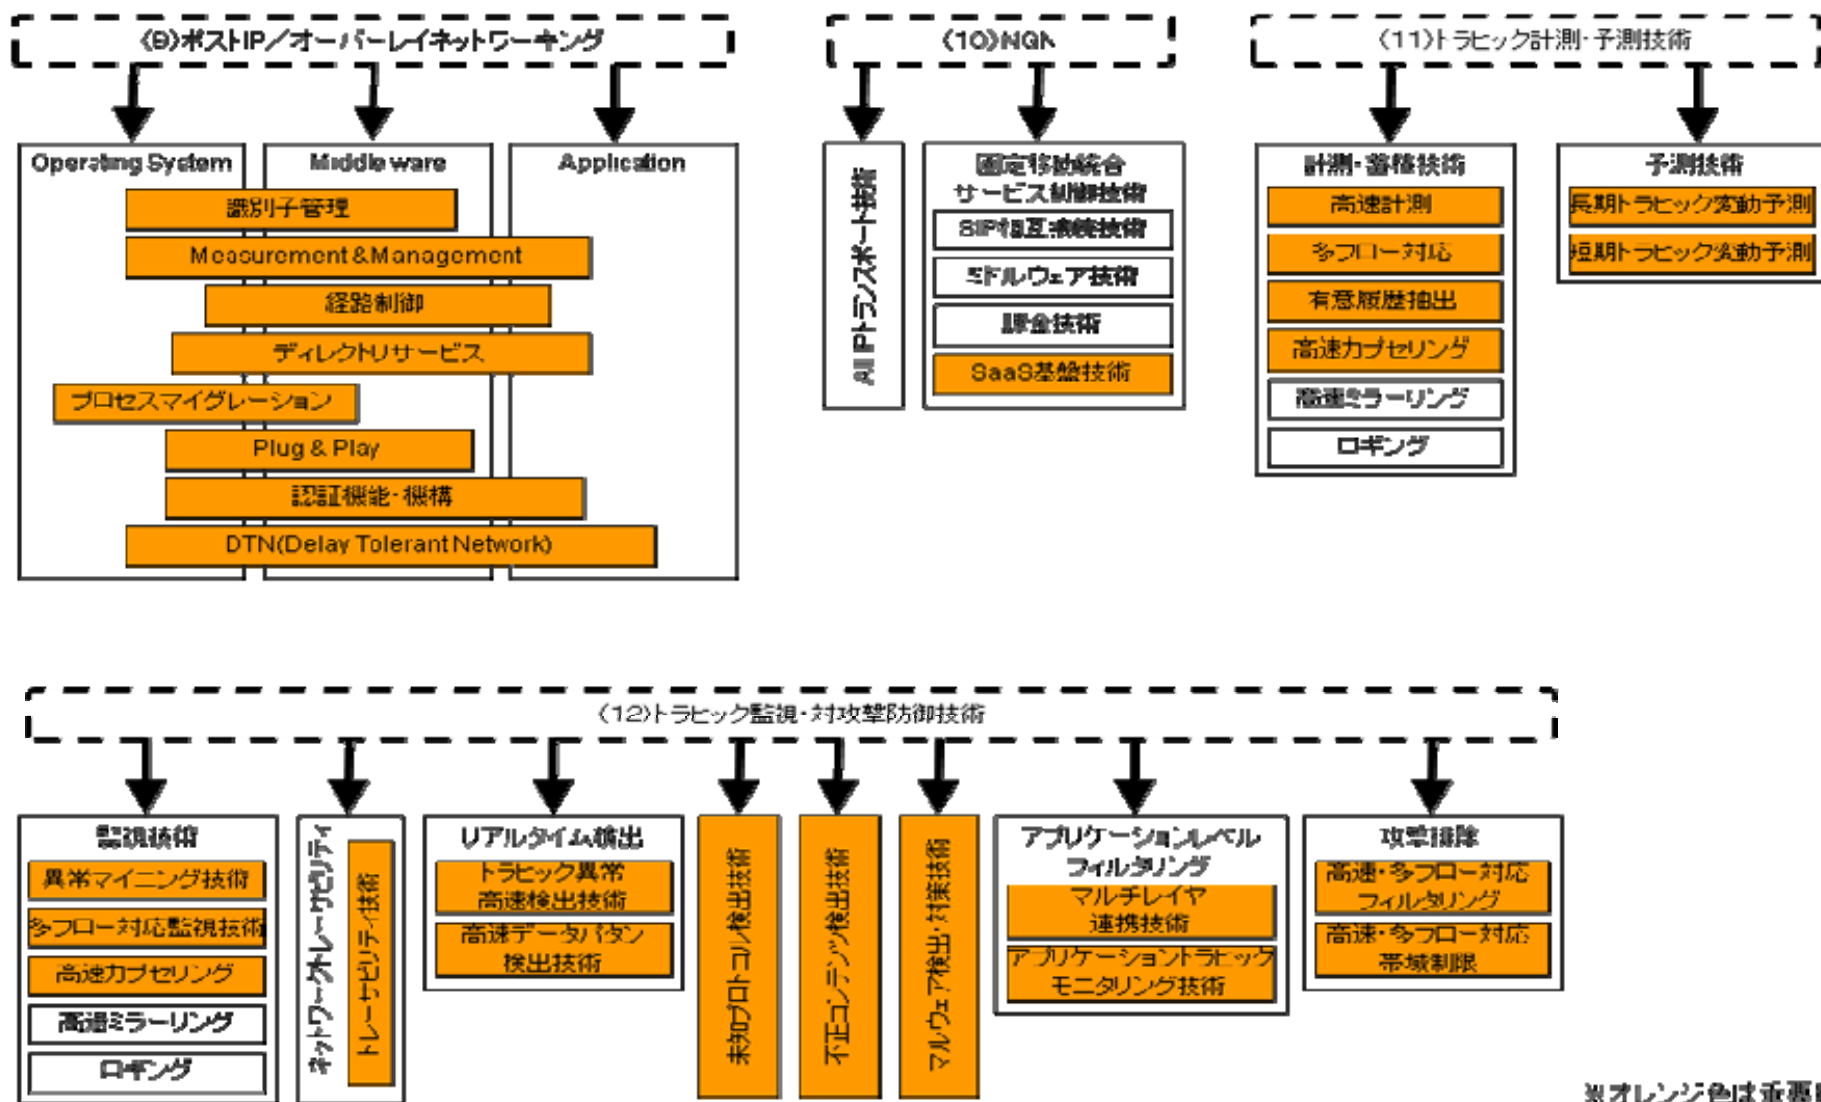 (9)ポストIP／オーバーレイネットワーキング
Operating System
Middle ware
Application
識別子管理
Measurement &Management
経路制御
ディレクトリサービス
プロセスマイグレーション
Plug & Play
認証機能・機構
DTN(Delay Tolerant Network)
(10)NGN
All IPトランスポート技術
固定移動統合
サービス制御技術
SIP相互接続技術
ミドルウェア技術
課金技術
SaaS基盤技術
(11)トラヒック計測・予測技術
計測・蓄積技術
高速計測
多フロー対応
有意履歴抽出
高速カプセリング
高速ミラーリング
ロギング
予測技術
長期トラヒック変動予測
短期トラヒック変動予測
(12)トラヒック監視・対攻撃防御技術
監視技術
異常マイニング技術
多フロー対応監視技術
高速カプセリング
高速ミラーリング
ロギング
ネットワークトレーサビリティ
トレーサビリティ技術
リアルタイム検出
トラヒック異常
高速検出技術
高速データパタン
検出技術
未知プロトコル検出技術
不正コンテンツ検出技術
マルウェア検出・対策技術
アプリケーションレベル
フィルタリング
マルチレイヤ
連携技術
アプリケーショントラヒック
モニタリング技術
攻撃排除
高速・多フロー対応
フィルタリング
高速・多フロー対応
帯域制限
※オレンジ色は重要